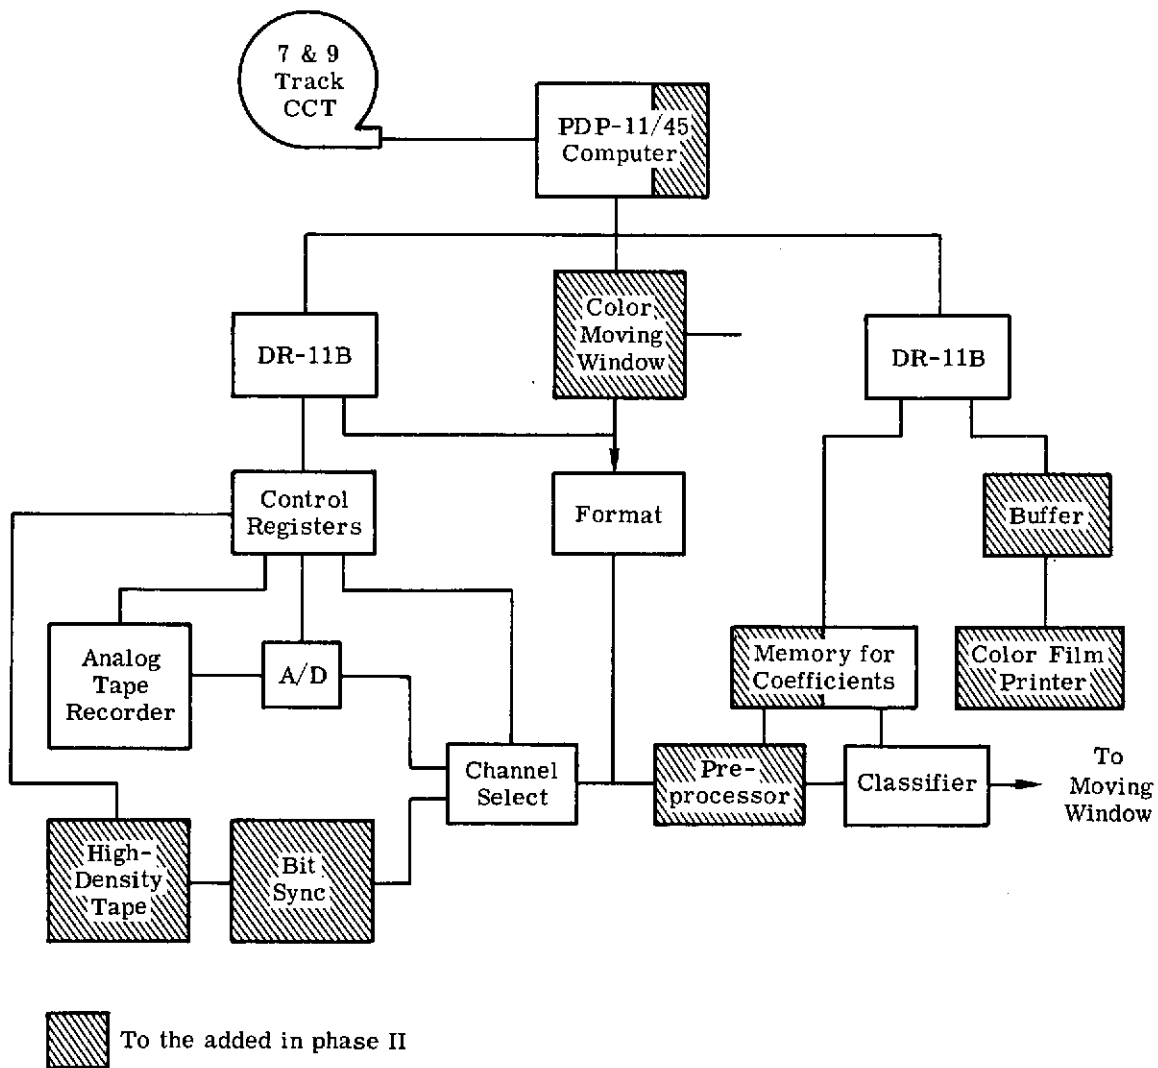 7 & 9
Track
CCT
PDP-11/45
Computer
DR-11B
Color
Moving
Window
DR-11B
Control
Registers
Format
Buffer
Analog
Tape
Recorder
A/D
Memory for
Coefficients
Color Film
Printer
Channel
Select
Pre-
processor
Classifier
To
Moving
Window
High-
Density
Tape
Bit
Sync
To the added in phase II